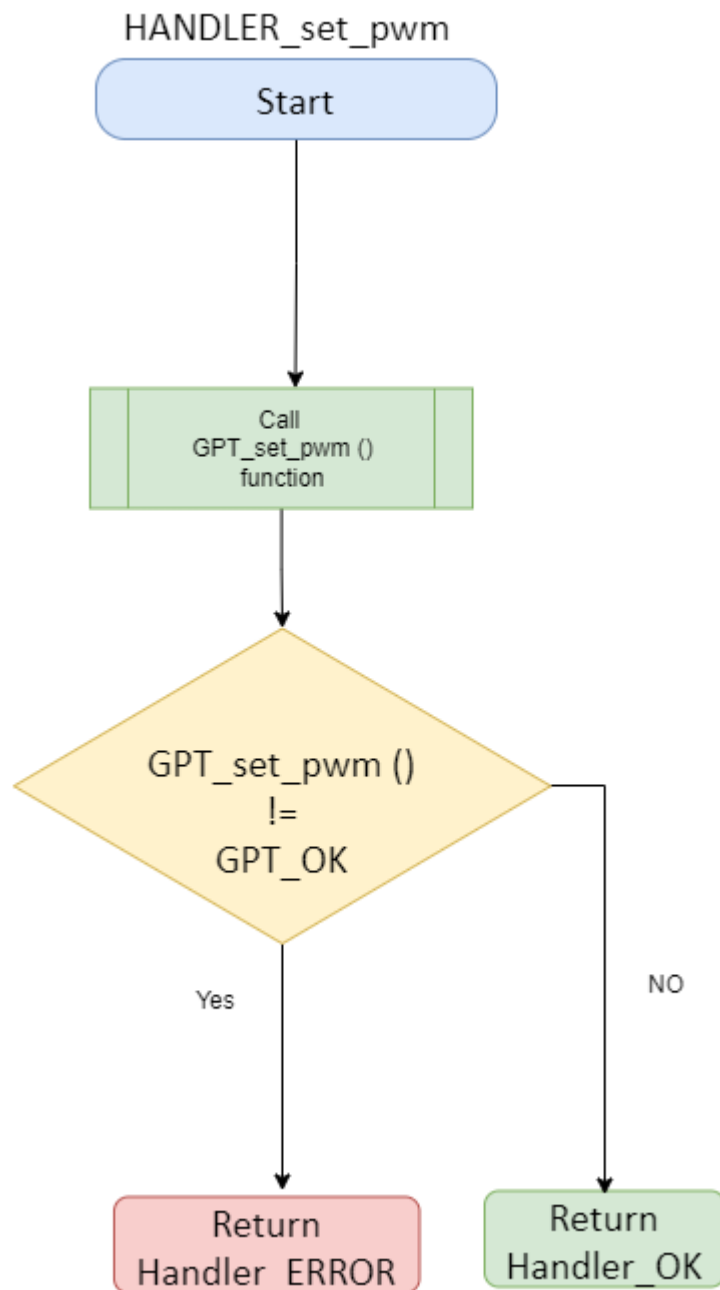 HANDLER_set_pwm
Start
Call
GPT_set_pwm ()
function
GPT_set_pwm ()
!=
GPT_OK
Yes
NO
Return
Handler_ERROR
Return
Handler_OK